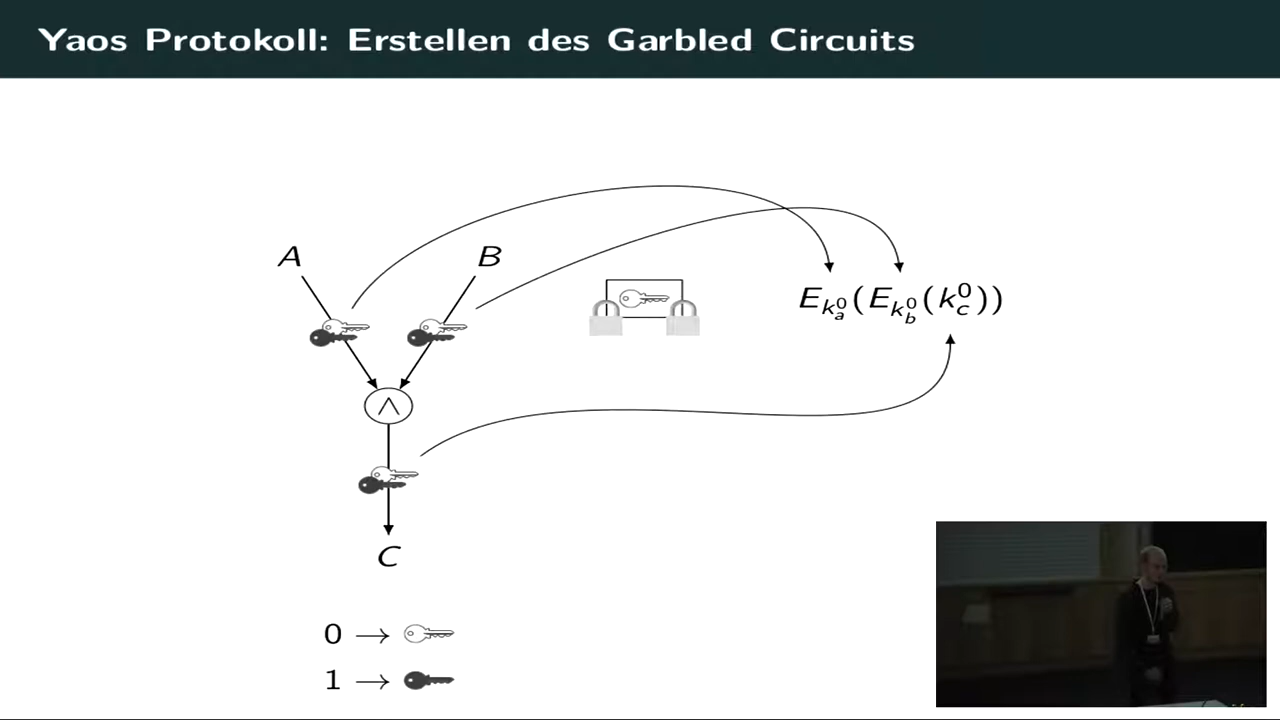 Yaos Protokoll: Erstellen des Garbled Circuits
A
B
E_{k_a^0}(E_{k_b^0}(k_c^0))
∧
C
0 →
1 →